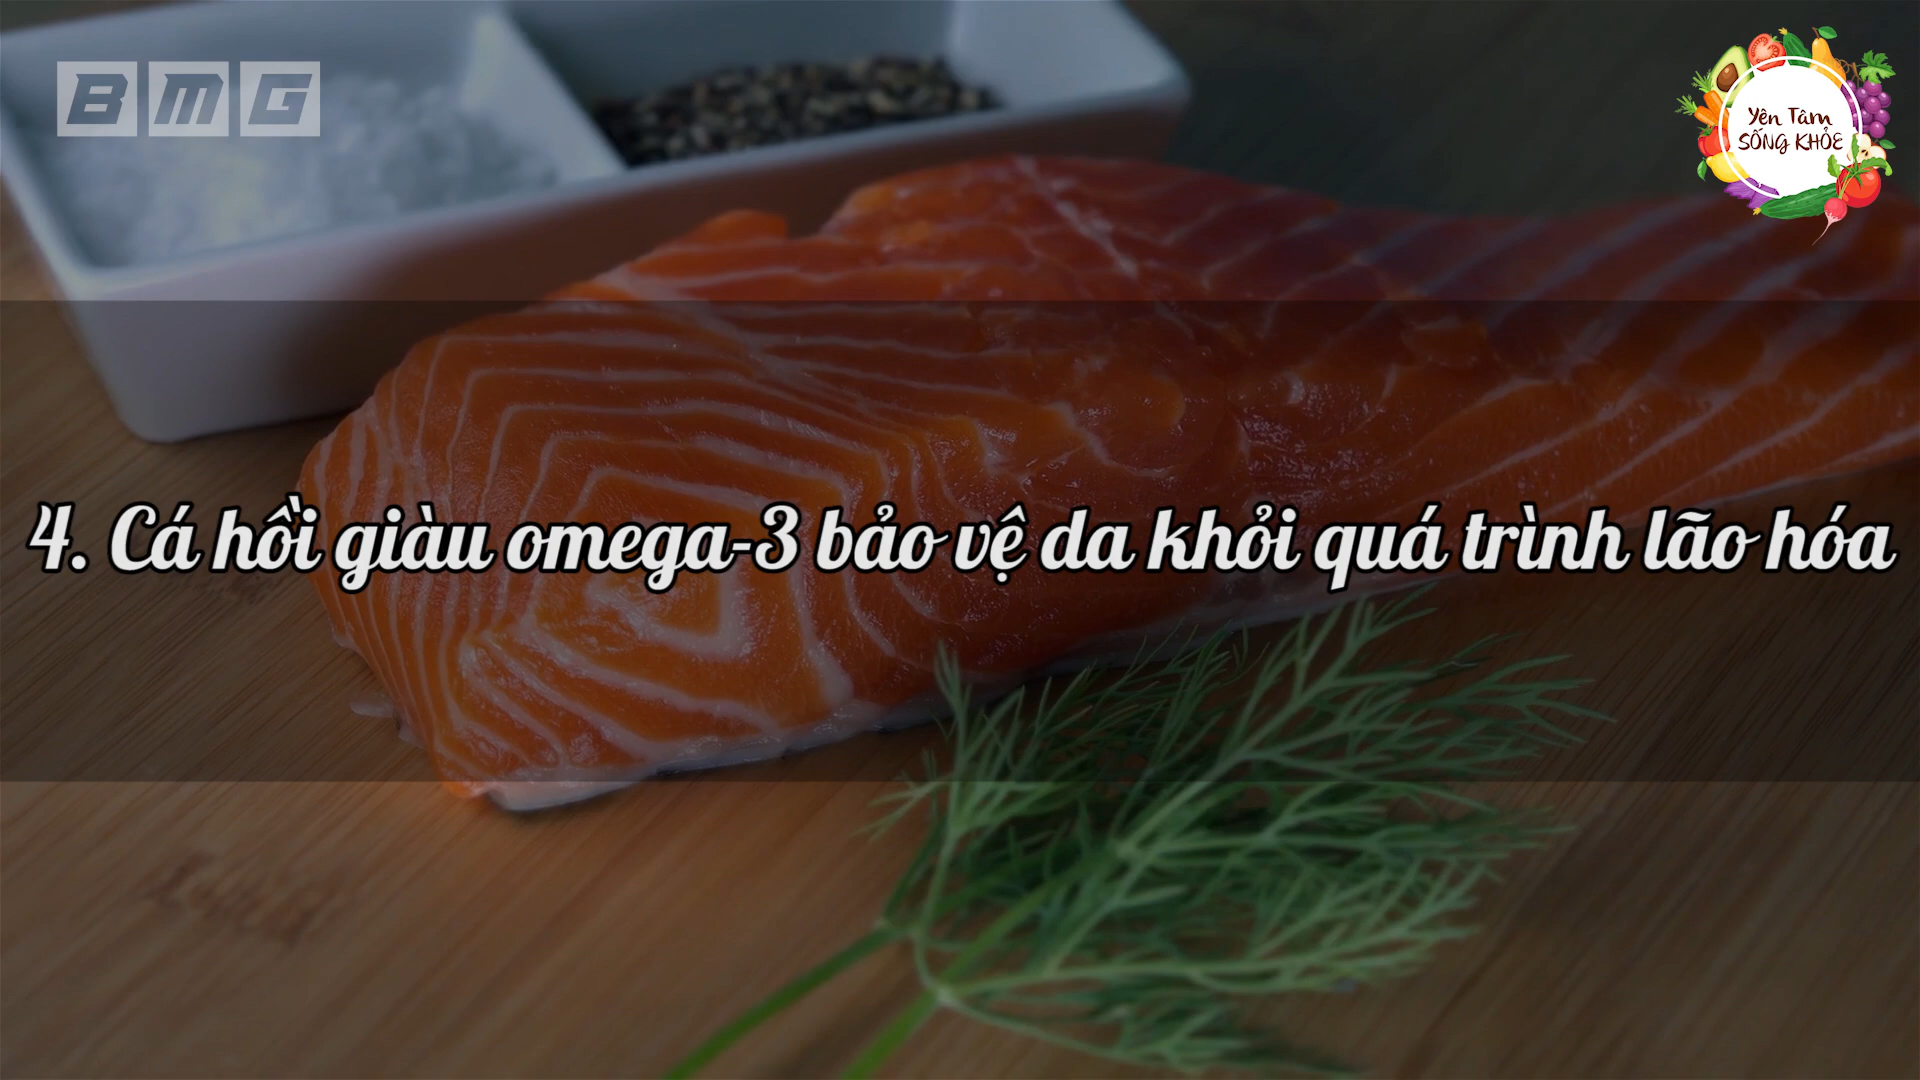 BMG
Yên Tâm
SỐNG KHỎE
4. Cá hồi giàu omega-3 bảo vệ da khỏi quá trình lão hóa